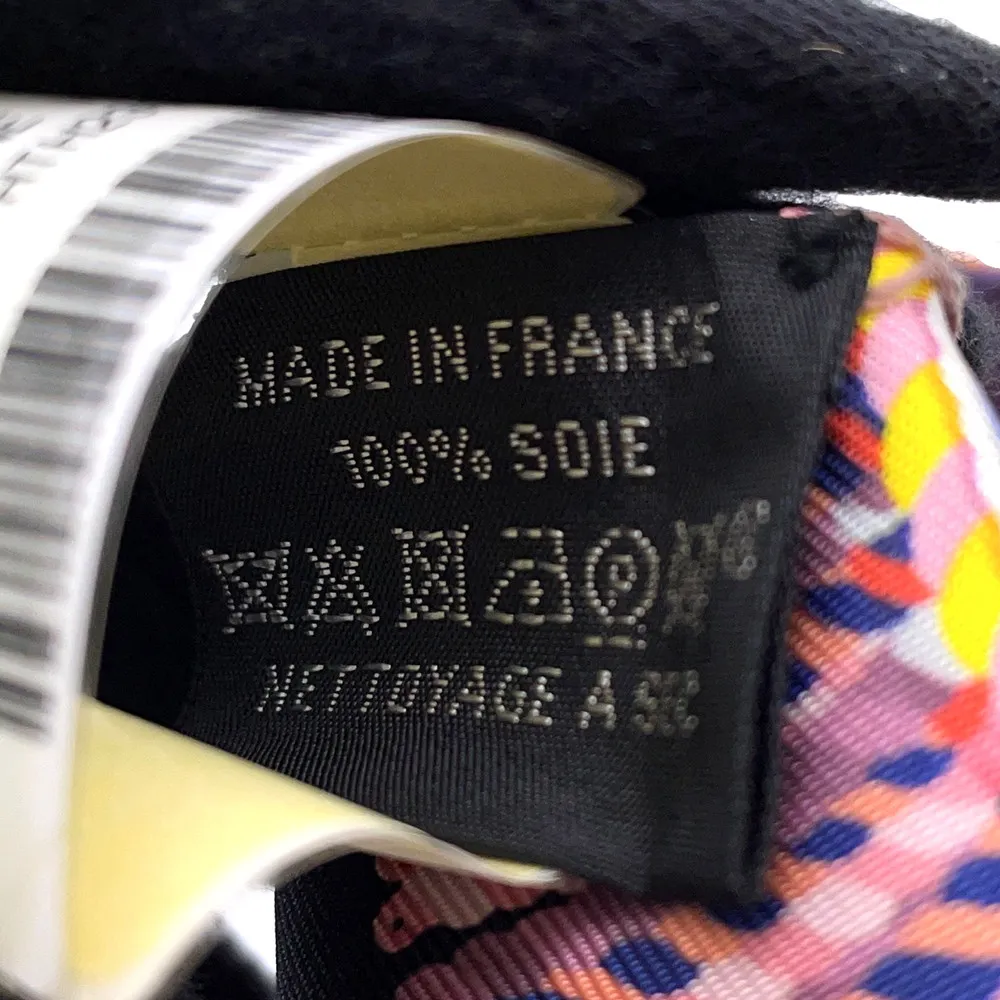 MADE IN FRANCE
100% SOIE
NETTOYAGE A SEC